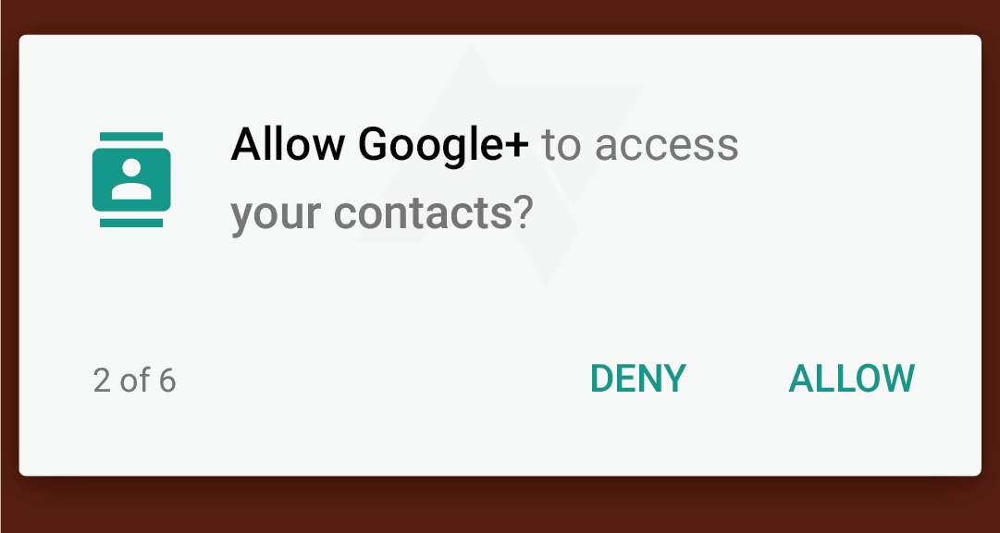 Allow Google+ to access
your contacts?
2 of 6
DENY
ALLOW